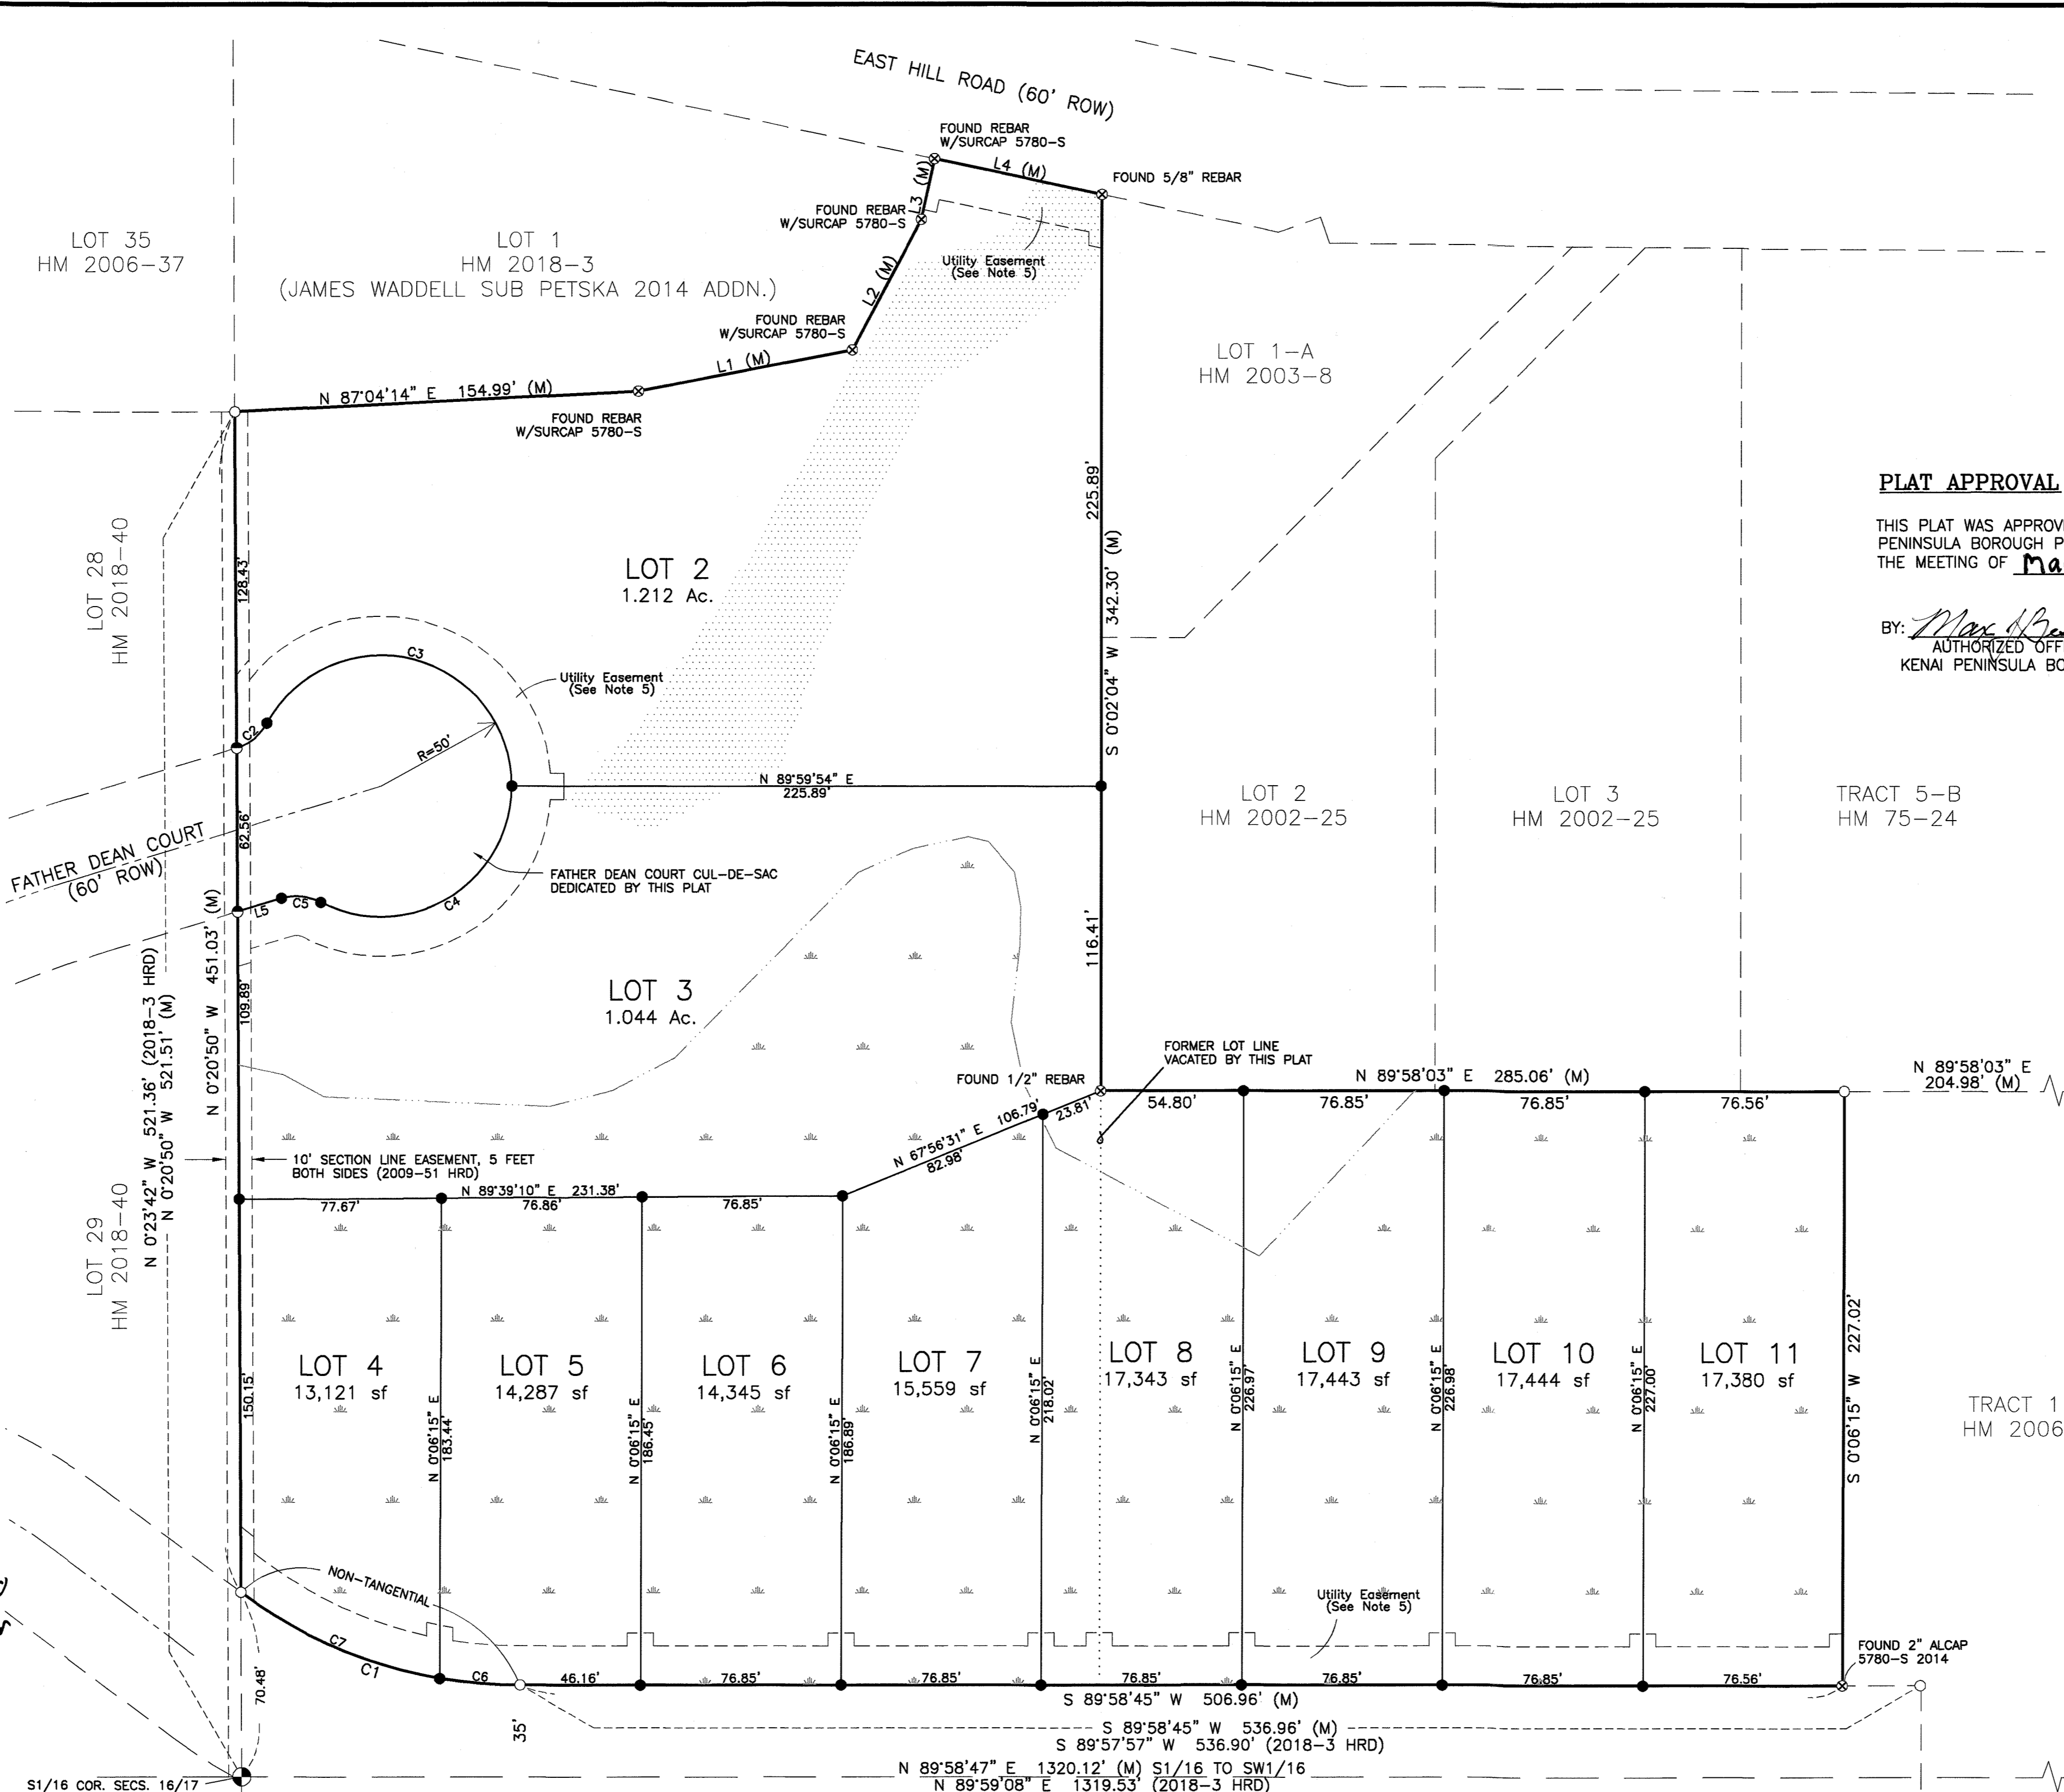 EAST HILL ROAD (60' ROW)
FOUND REBAR
W/SURCAP 5780-S
L4 (M)
FOUND 5/8" REBAR
L3 (M)
FOUND REBAR
W/SURCAP 5780-S
LOT 35
HM 2006-37
LOT 1
HM 2018-3
(JAMES WADDELL SUB PETSKA 2014 ADDN.)
Utility Easement
(See Note 5)
L2 (M)
FOUND REBAR
W/SURCAP 5780-S
L1 (M)
LOT 1-A
HM 2003-8
N 87°04'14" E 154.99' (M)
FOUND REBAR
W/SURCAP 5780-S
225.89'
PLAT APPROVAL
THIS PLAT WAS APPROV
PENINSULA BOROUGH P
THE MEETING OF Ma
BY: Max
AUTHORIZED OFF
KENAI PENINSULA BO
LOT 28
HM 2018-40
128.43'
LOT 2
1.212 Ac.
S 0°02'04" W 342.30' (M)
C3
Utility Easement
(See Note 5)
C2
R=50'
N 89°59'54" E
225.89'
LOT 2
HM 2002-25
LOT 3
HM 2002-25
TRACT 5-B
HM 75-24
FATHER DEAN COURT
(60' ROW)
62.56'
FATHER DEAN COURT CUL-DE-SAC
DEDICATED BY THIS PLAT
L5
C5
C4
116.41'
N 0°20'50" W 451.03' (M)
N 0°23'42" W 521.36' (2018-3 HRD)
N 0°20'50" W 521.51' (M)
109.89'
LOT 3
1.044 Ac.
FORMER LOT LINE
VACATED BY THIS PLAT
FOUND 1/2" REBAR
N 89°58'03" E 285.06' (M)
54.80'
76.85'
76.85'
76.56'
N 89°58'03" E
204.98' (M)
N 67°56'31" E 106.79'
82.98'
23.81'
10' SECTION LINE EASEMENT, 5 FEET
BOTH SIDES (2009-51 HRD)
N 89°39'10" E 231.38'
77.67'
76.86'
76.85'
LOT 29
HM 2018-40
150.15'
LOT 4
13,121 sf
N 0°06'15" E
183.44'
LOT 5
14,287 sf
N 0°06'15" E
186.45'
LOT 6
14,345 sf
N 0°06'15" E
186.89'
LOT 7
15,559 sf
N 0°06'15" E
218.02'
LOT 8
17,343 sf
N 0°06'15" E
226.97'
LOT 9
17,443 sf
N 0°06'15" E
226.98'
LOT 10
17,444 sf
N 0°06'15" E
227.00'
LOT 11
17,380 sf
S 0°06'15" W 227.02'
TRACT 1
HM 2006
NON-TANGENTIAL
Utility Easement
(See Note 5)
C7
C1
C6
46.16'
76.85'
76.85'
76.85'
76.85'
76.85'
76.56'
FOUND 2" ALCAP
5780-S 2014
70.48'
35'
S 89°58'45" W 506.96' (M)
S 89°58'45" W 536.96' (M)
S 89°57'57" W 536.90' (2018-3 HRD)
N 89°58'47" E 1320.12' (M) S1/16 TO SW1/16
N 89°59'08" E 1319.53' (2018-3 HRD)
S1/16 COR. SECS. 16/17